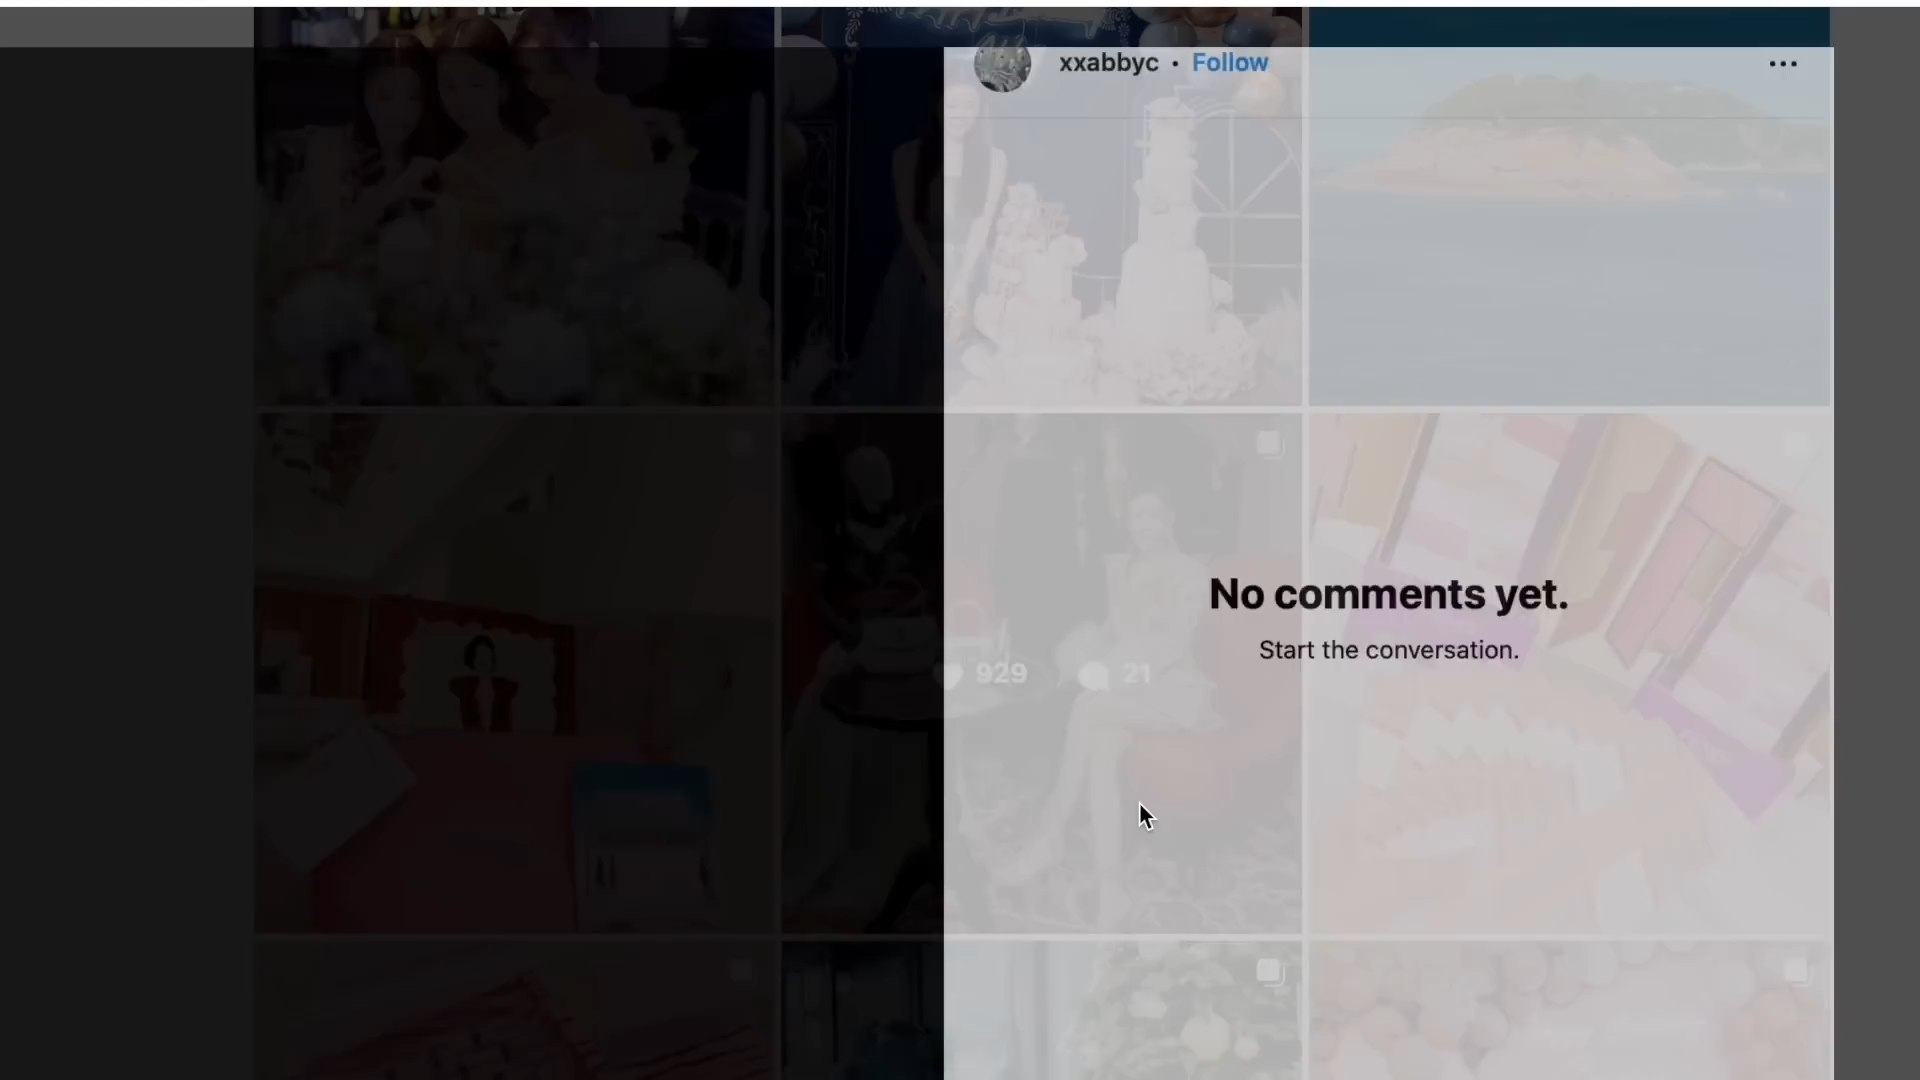 xxabbyc • Follow
No comments yet.
Start the conversation.
929 21